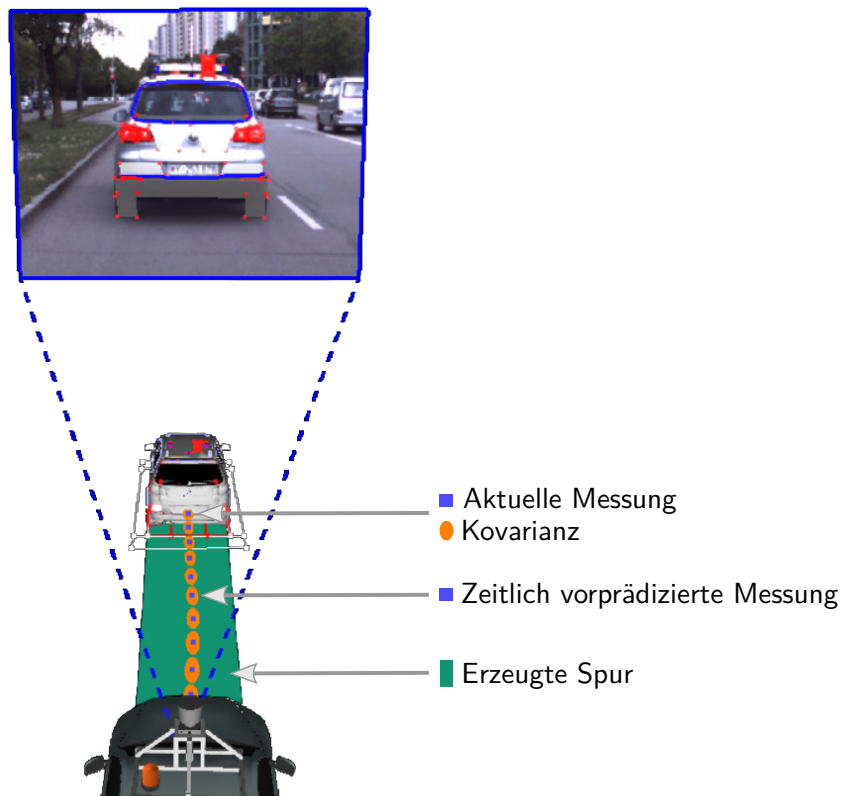 Aktuelle Messung
Kovarianz
Zeitlich vorprädizierte Messung
Erzeugte Spur